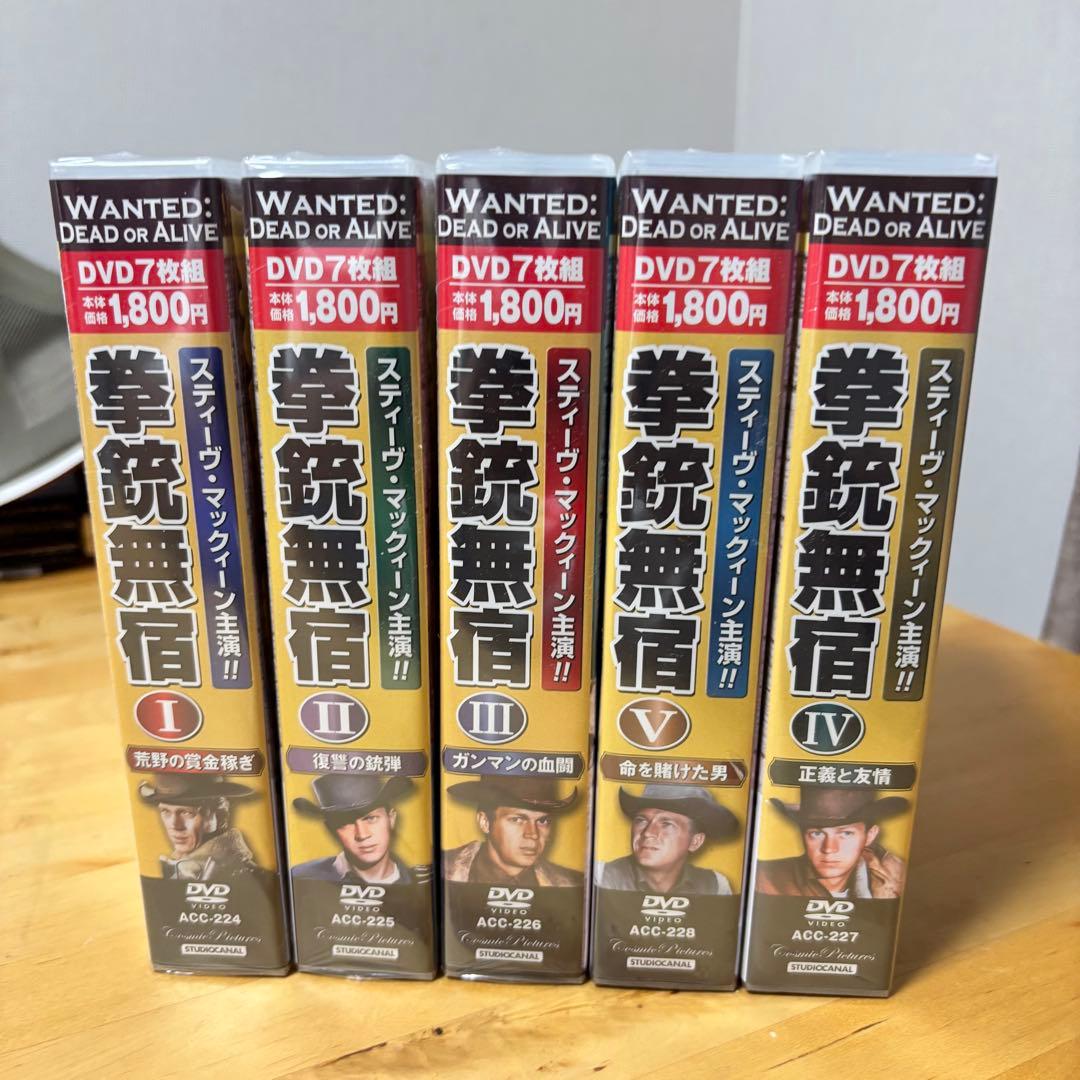 WANTED:
DEAD OR ALIVE
DVD7枚組
本体
価格
1,800円
拳銃無宿
スティーヴ・マックィーン主演!!
I
荒野の賞金稼ぎ
DVD
VIDEO
ACC-224
Cosmic Pictures
STUDIOCANAL
WANTED:
DEAD OR ALIVE
DVD7枚組
本体
価格
1,800円
拳銃無宿
スティーヴ・マックィーン主演!!
II
復讐の銃弾
DVD
VIDEO
ACC-225
Cosmic Pictures
STUDIOCANAL
WANTED:
DEAD OR ALIVE
DVD7枚組
本体
価格
1,800円
拳銃無宿
スティーヴ・マックィーン主演!!
III
ガンマンの血闘
DVD
VIDEO
ACC-226
Cosmic Pictures
STUDIOCANAL
WANTED:
DEAD OR ALIVE
DVD7枚組
本体
価格
1,800円
拳銃無宿
スティーヴ・マックィーン主演!!
V
命を賭けた男
DVD
VIDEO
ACC-228
Cosmic Pictures
STUDIOCANAL
WANTED:
DEAD OR ALIVE
DVD7枚組
本体
価格
1,800円
拳銃無宿
スティーヴ・マックィーン主演!!
IV
正義と友情
DVD
VIDEO
ACC-227
Cosmic Pictures
STUDIOCANAL